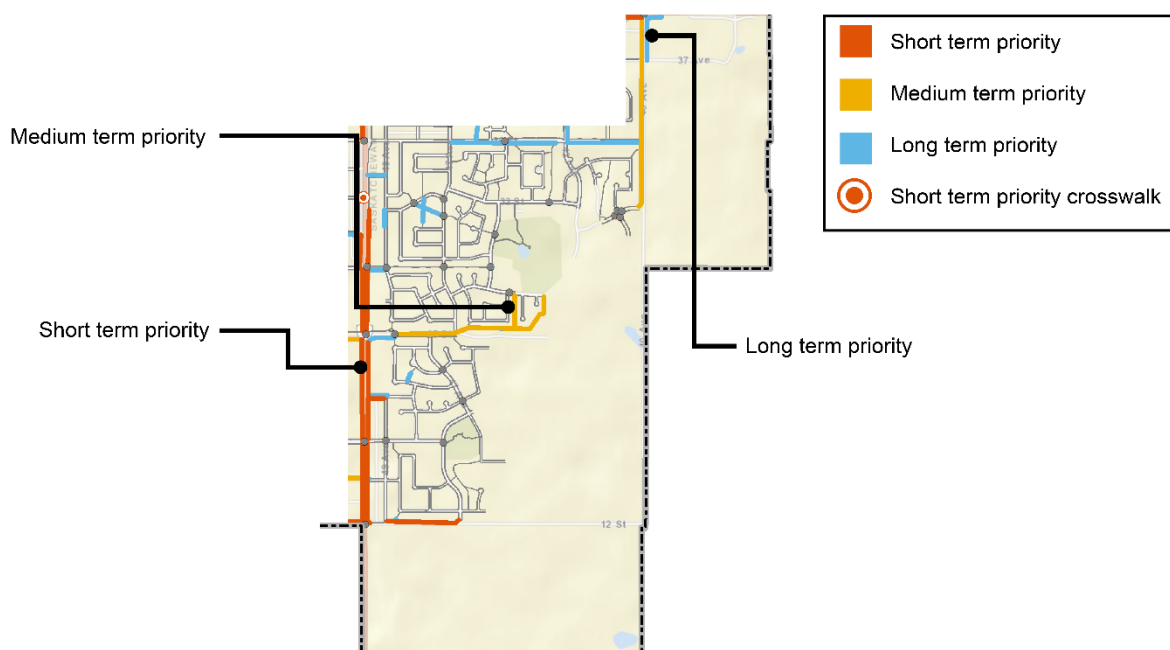 Short term priority
Medium term priority
Long term priority
Short term priority crosswalk
37 Ave
Medium term priority
Short term priority
Long term priority
12 St